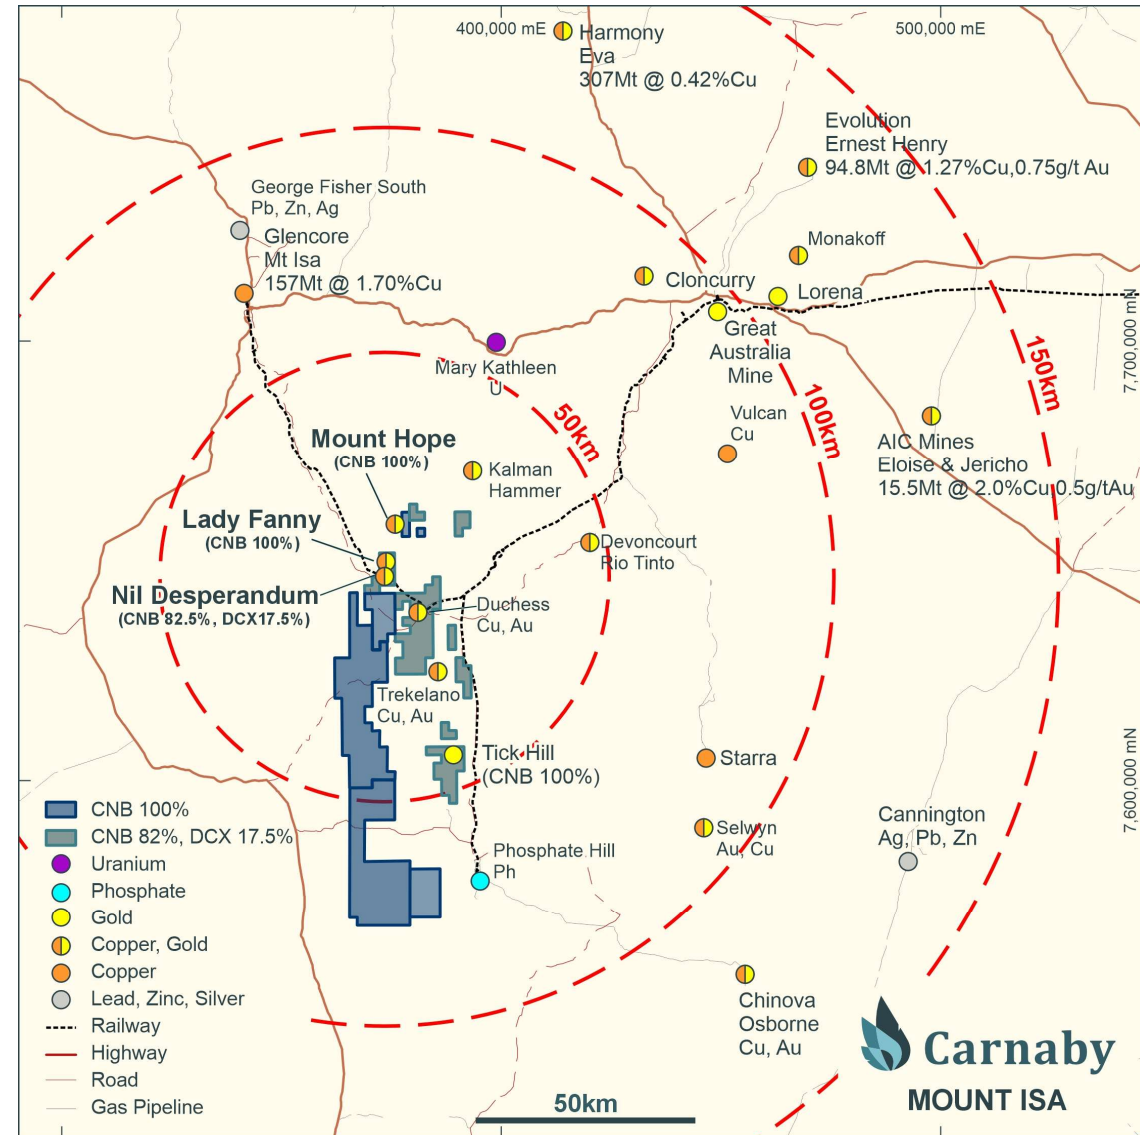 400,000 mE
500,000 mE
Harmony
Eva
307Mt @ 0.42%Cu
Evolution
Ernest Henry
94.8Mt @ 1.27%Cu,0.75g/t Au
George Fisher South
Pb, Zn, Ag
Glencore
Mt Isa
157Mt @ 1.70%Cu
Monakoff
Cloncurry
Lorena
Great
Australia
Mine
7,700,000 mN
Mary Kathleen
U
150km
100km
50km
Vulcan
Cu
AIC Mines
Eloise & Jericho
15.5Mt @ 2.0%Cu,0.5g/tAu
Mount Hope
(CNB 100%)
Kalman
Hammer
Lady Fanny
(CNB 100%)
Devoncourt
Rio Tinto
Nil Desperandum
(CNB 82.5%, DCX17.5%)
Duchess
Cu, Au
Trekelano
Cu, Au
Tick Hill
(CNB 100%)
Starra
7,600,000 mN
Selwyn
Au, Cu
Cannington
Ag, Pb, Zn
Phosphate Hill
Ph
Chinova
Osborne
Cu, Au
CNB 100%
CNB 82%, DCX 17.5%
Uranium
Phosphate
Gold
Copper, Gold
Copper
Lead, Zinc, Silver
Railway
Highway
Road
Gas Pipeline
50km
Carnaby
MOUNT ISA